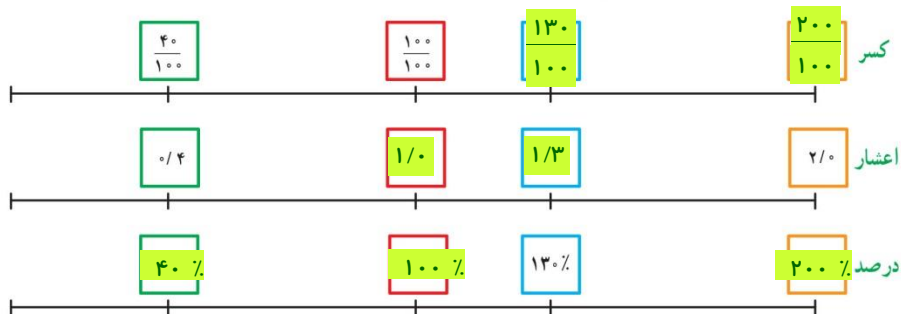 کسر ۴۰/۱۰۰ ۱۰۰/۱۰۰ ۱۳۰/۱۰۰ ۲۰۰/۱۰۰
اعشار ۰/۴ ۱/۰ ۱/۳ ۲/۰
درصد ۴۰ ٪ ۱۰۰ ٪ ۱۳۰٪ ۲۰۰ ٪